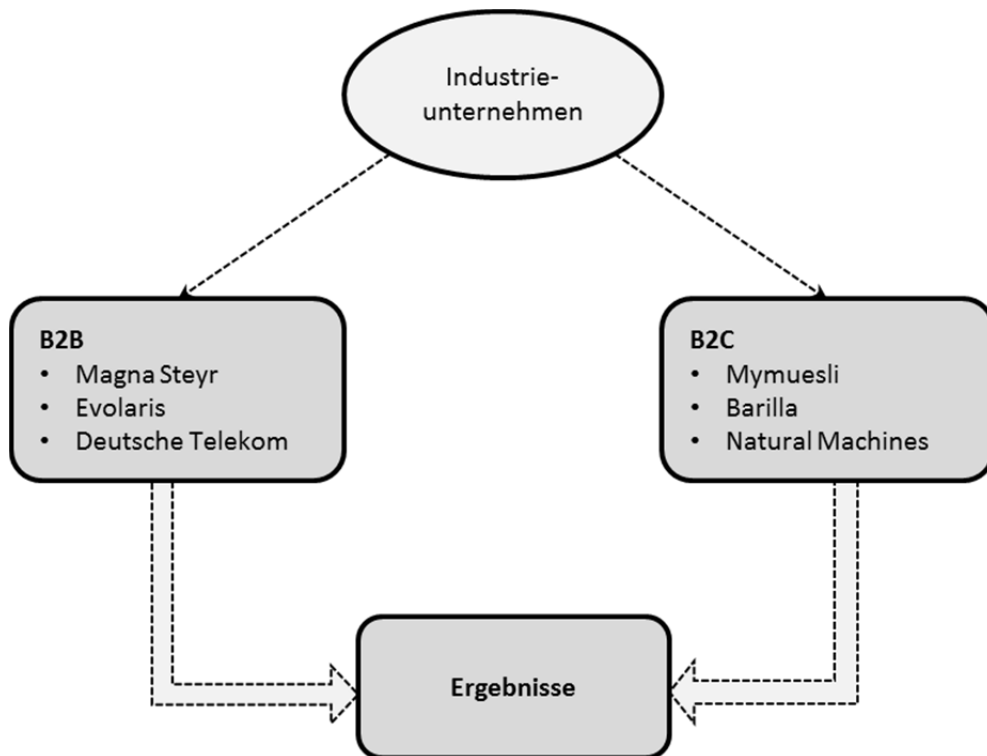 Industrie-
unternehmen
B2B
• Magna Steyr
• Evolaris
• Deutsche Telekom
B2C
• Mymuesli
• Barilla
• Natural Machines
Ergebnisse